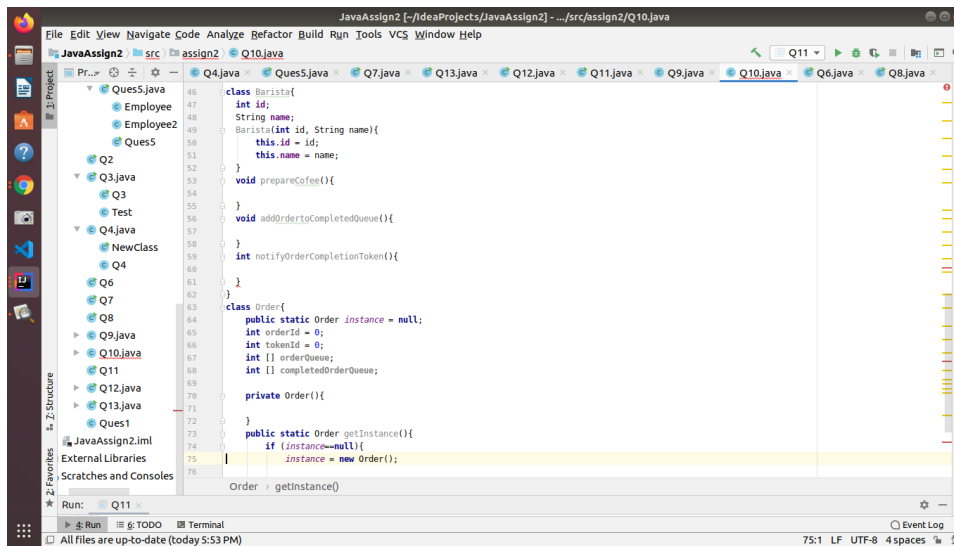 JavaAssign2 [~/IdeaProjects/JavaAssign2] - .../src/assign2/Q10.java
File Edit View Navigate Code Analyze Refactor Build Run Tools VCS Window Help
JavaAssign2 src assign2 Q10.java Q11
1: Project Pr... Q4.java Ques5.java Q7.java Q13.java Q12.java Q11.java Q9.java Q10.java Q6.java Q8.java
Ques5.java
Employee
Employee2
Ques5
Q2
Q3.java
Q3
Test
Q4.java
NewClass
Q4
Q6
Q7
Q8
Q9.java
Q10.java
Q11
Q12.java
Q13.java
Ques1
JavaAssign2.iml
External Libraries
Scratches and Consoles
Z: Structure
2: Favorites
46 class Barista{
47 int id;
48 String name;
49 Barista(int id, String name){
50 this.id = id;
51 this.name = name;
52 }
53 void prepareCofee(){
54
55 }
56 void addOrdertoCompletedQueue(){
57
58 }
59 int notifyOrderCompletionToken(){
60
61 }
62 }
63 class Order{
64 public static Order instance = null;
65 int orderId = 0;
66 int tokenId = 0;
67 int [] orderQueue;
68 int [] completedOrderQueue;
69
70 private Order(){
71
72 }
73 public static Order getInstance(){
74 if (instance==null){
75 instance = new Order();
76
Order › getInstance()
Run: Q11
4: Run 6: TODO Terminal Event Log
All files are up-to-date (today 5:53 PM) 75:1 LF UTF-8 4 spaces